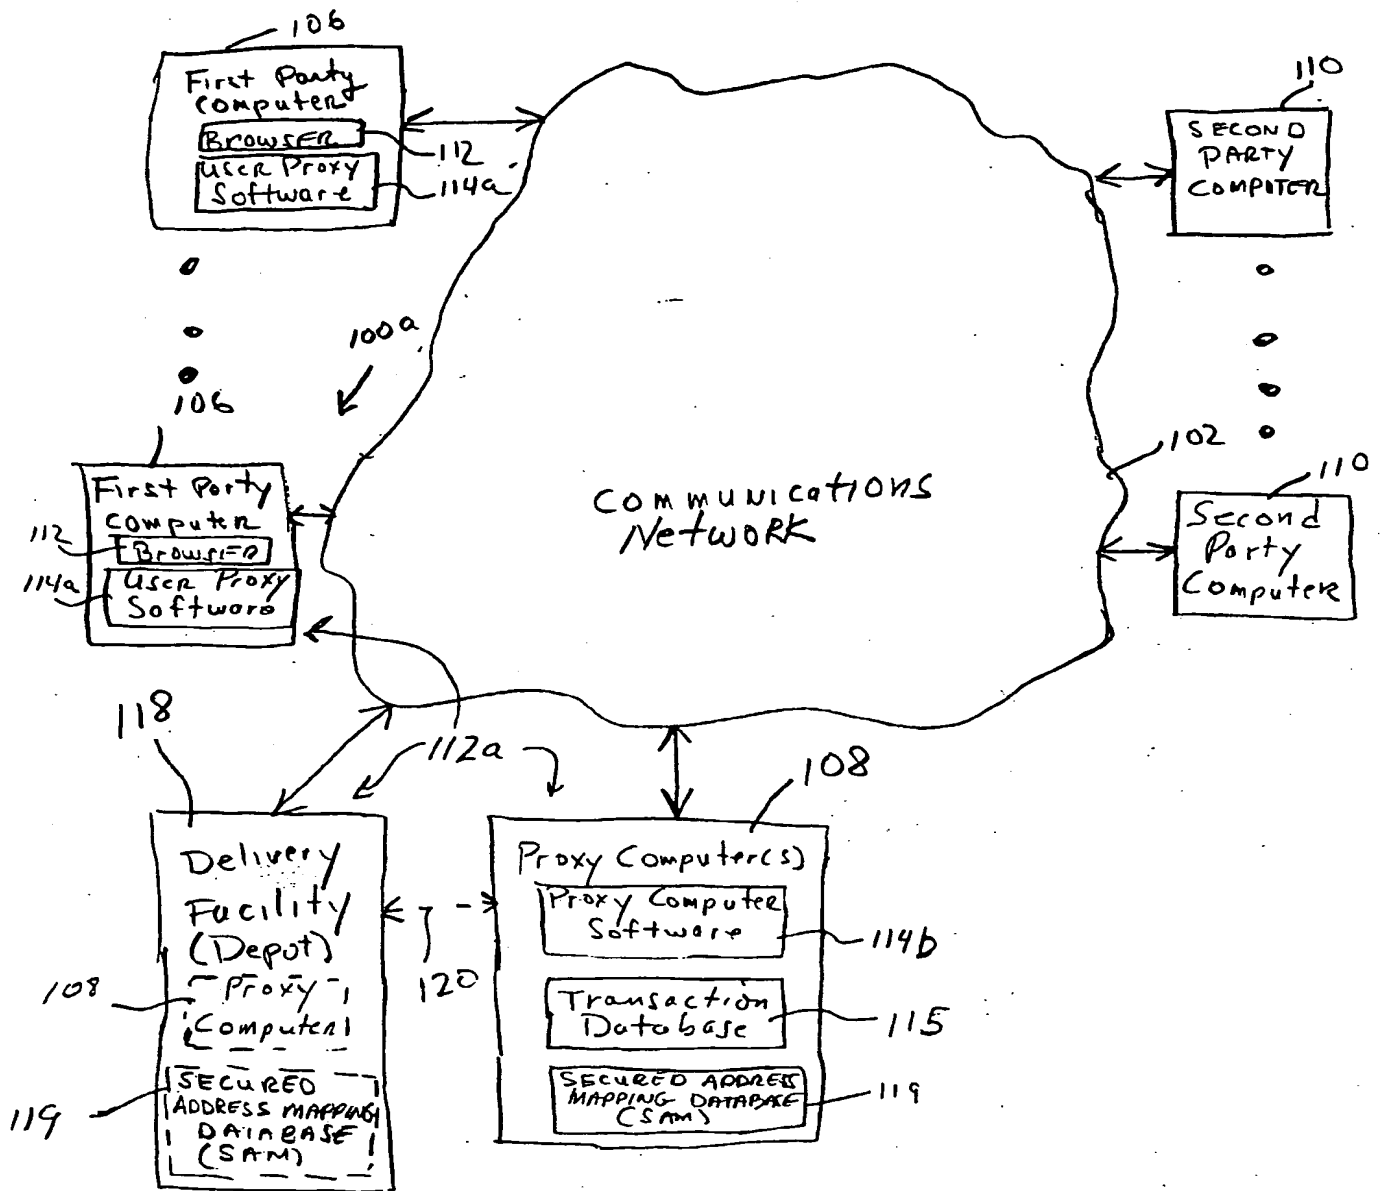 106
First Party
Computer
BROWSER
112
User Proxy
Software
114a
110
SECOND
PARTY
COMPUTER
100a
106
First Party
Computer
112
BROWSER
114a
User Proxy
Software
Communications
Network
102
110
Second
Party
Computer
118
112a
108
Delivery
Facility
(Depot)
108
Proxy
Computer
119
SECURED
ADDRESS MAPPING
DATABASE
(SAM)
120
Proxy Computer(s)
Proxy Computer
Software
114b
Transaction
Database
115
SECURED ADDRESS
MAPPING DATABASE
(SAM)
119